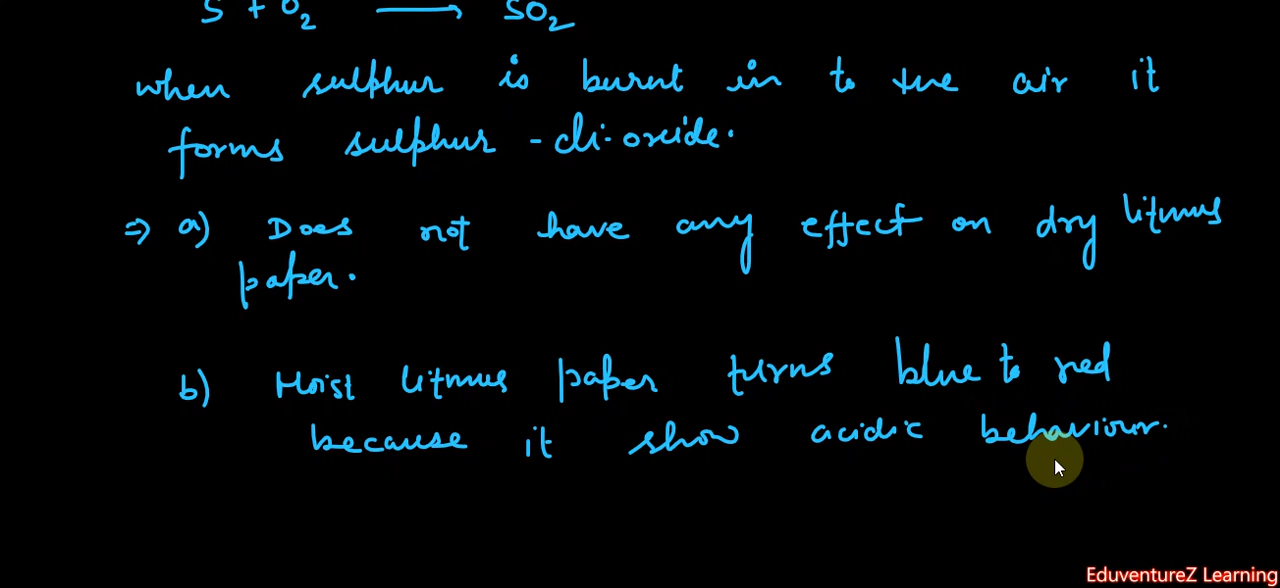 S + O₂ ⟶ SO₂
when sulphur is burnt in to the air it
forms sulphur - di-oxide.
⇒ a) Does not have any effect on dry litmus
paper.
b) Moist litmus paper turns blue to red
because it show acidic behaviour.
EduventureZ Learning